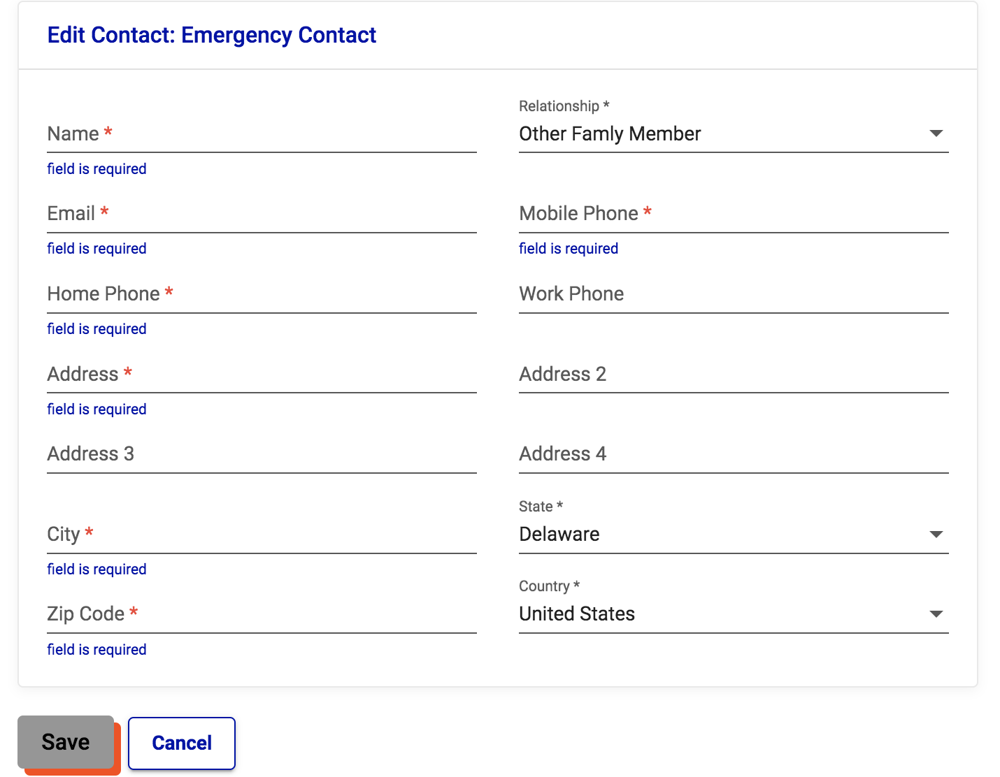 Edit Contact: Emergency Contact
Relationship *
Name *
Other Famly Member
field is required
Email *
Mobile Phone *
field is required
field is required
Home Phone *
Work Phone
field is required
Address *
Address 2
field is required
Address 3
Address 4
State *
City *
Delaware
field is required
Country *
Zip Code *
United States
field is required
Save
Cancel